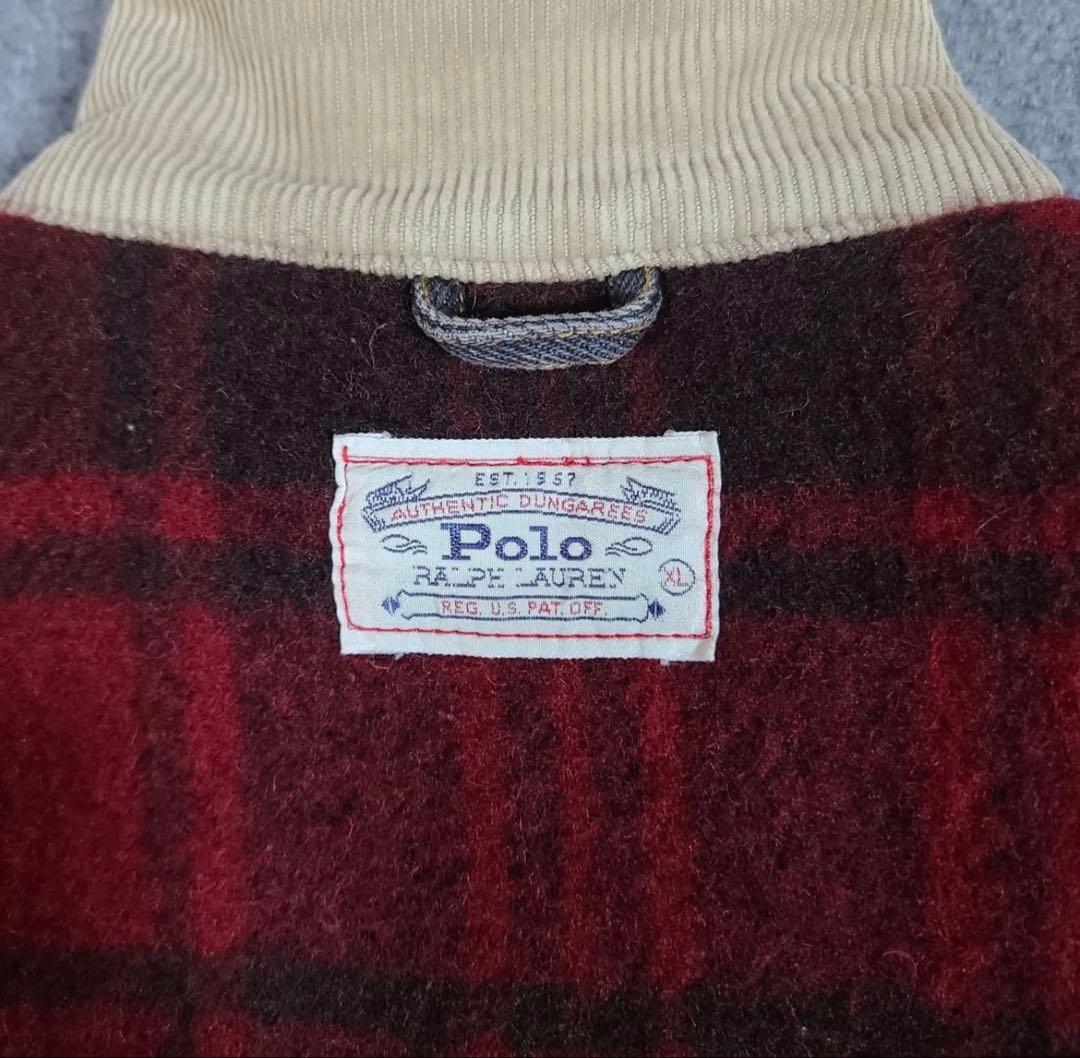 EST. 1967
AUTHENTIC DUNGAREES
Polo
RALPH LAUREN
XL
REG. U.S. PAT. OFF.